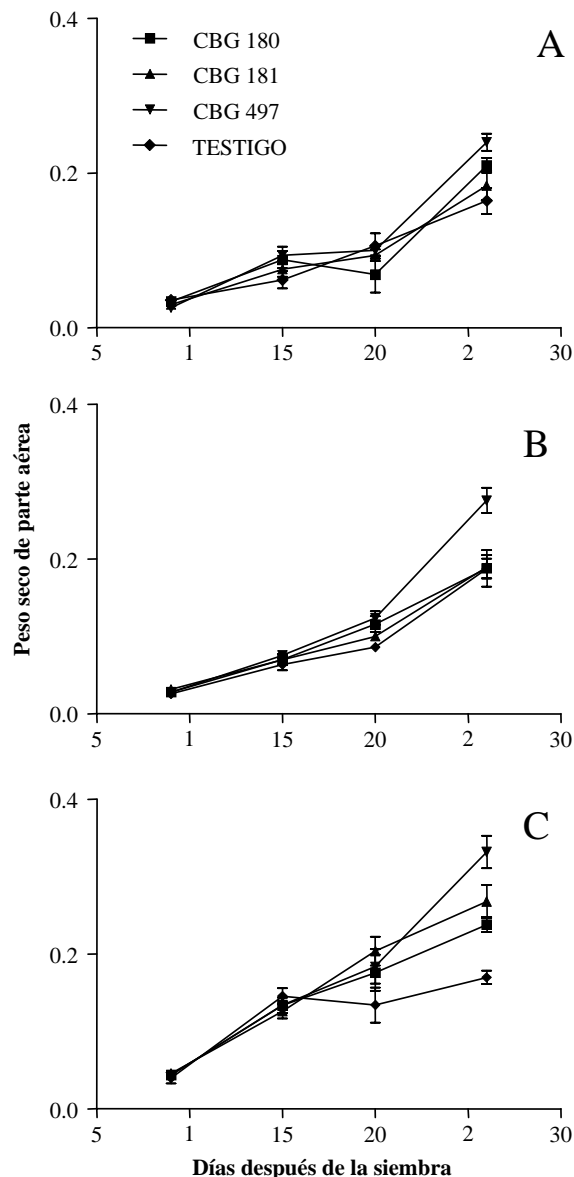 CBG 180
CBG 181
CBG 497
TESTIGO
A
0.4
0.2
0.0
5 1 15 20 2 30
B
0.4
0.2
0.0
5 1 15 20 2 30
C
0.4
0.2
0.0
5 1 15 20 2 30
Peso seco de parte aérea
Días después de la siembra